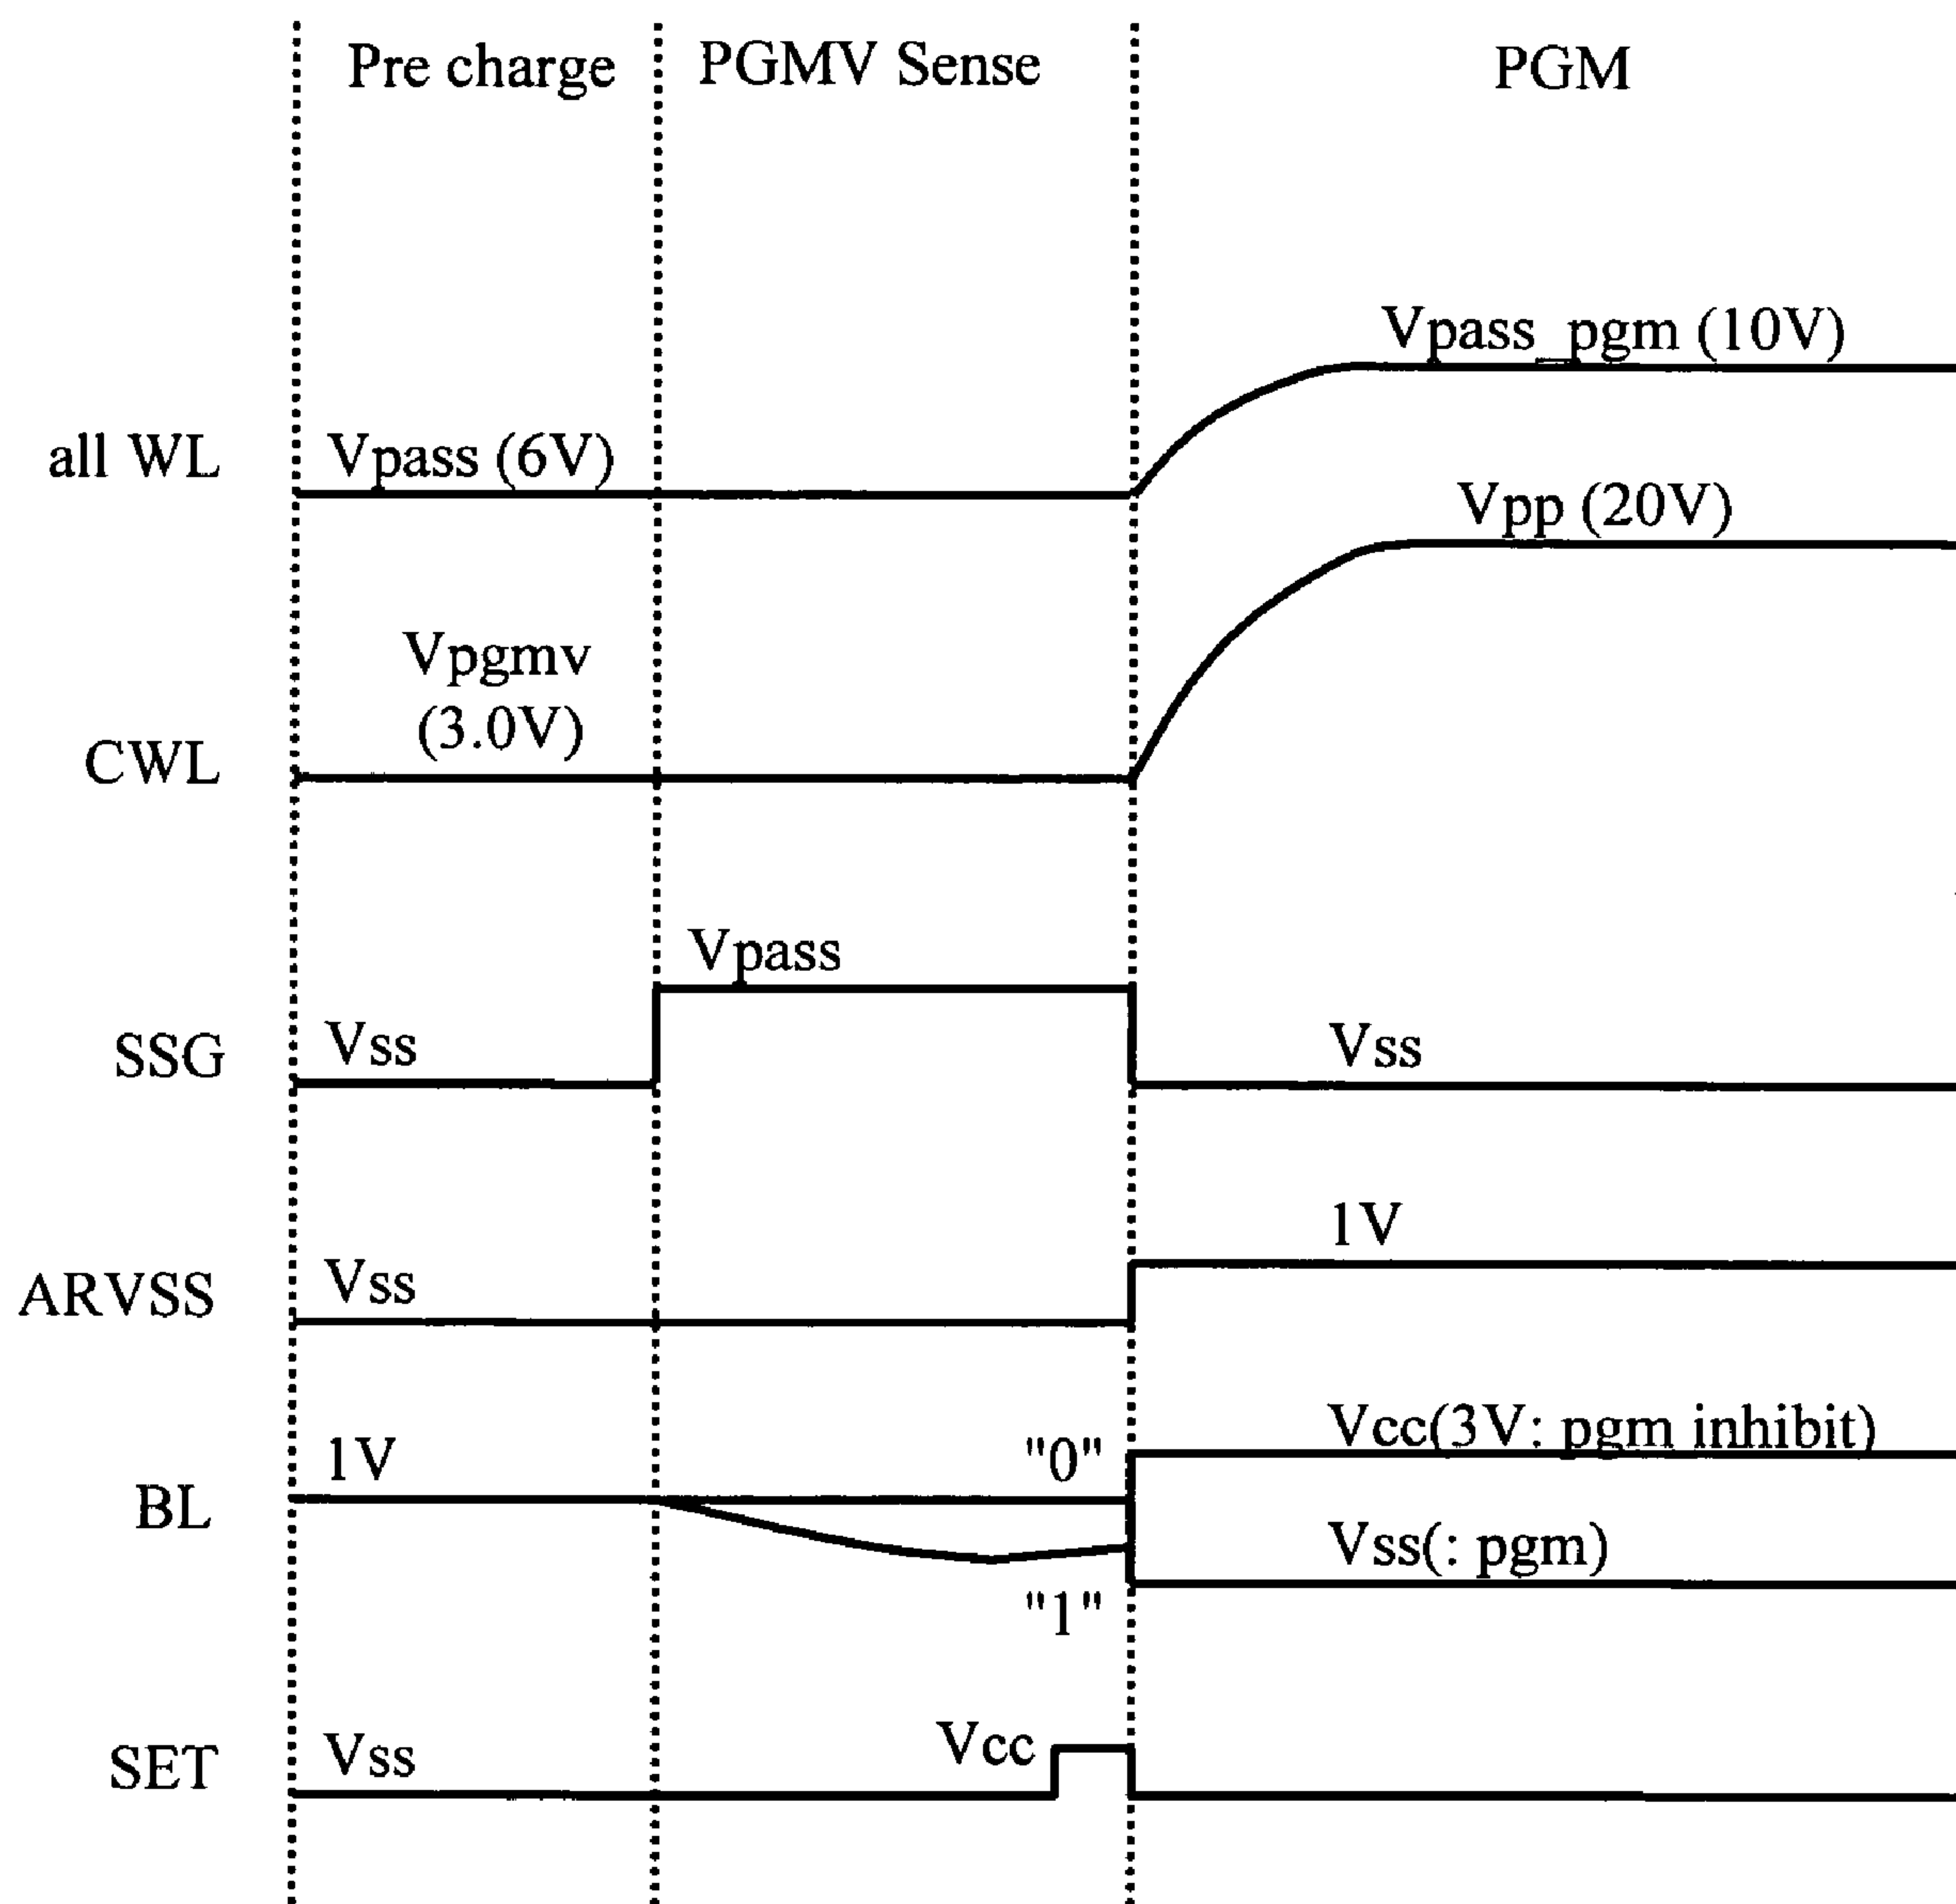 Pre charge
PGMV Sense
PGM
Vpass_pgm (10V)
all WL
Vpass (6V)
Vpp (20V)
Vpgmv
(3.0V)
CWL
Vpass
SSG
Vss
Vss
1V
ARVSS
Vss
Vcc(3V: pgm inhibit)
1V
"0"
BL
Vss(: pgm)
"1"
SET
Vss
Vcc